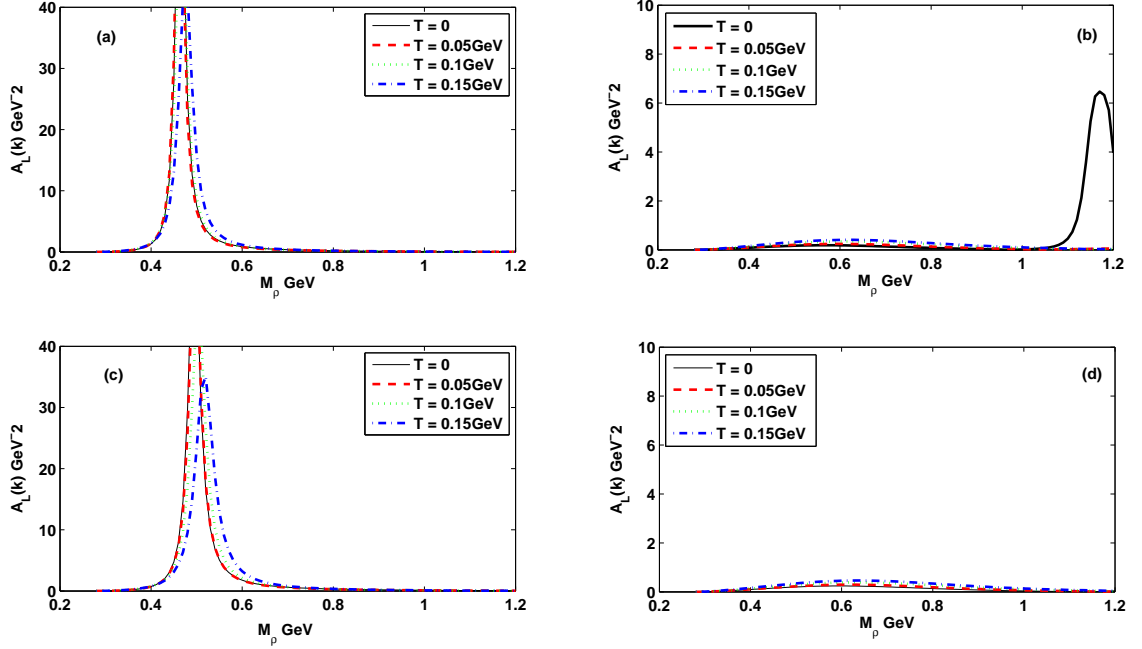 (a)
T = 0
T = 0.05GeV
T = 0.1GeV
T = 0.15GeV
40
30
20
10
0
0.2 0.4 0.6 0.8 1 1.2
A_L(k) GeV^-2
M_ρ GeV
(b)
T = 0
T = 0.05GeV
T = 0.1GeV
T = 0.15GeV
10
8
6
4
2
0
0.2 0.4 0.6 0.8 1 1.2
A_L(k) GeV^-2
M_ρ GeV
(c)
T = 0
T = 0.05GeV
T = 0.1GeV
T = 0.15GeV
40
30
20
10
0
0.2 0.4 0.6 0.8 1 1.2
A_L(k) GeV^-2
M_ρ GeV
(d)
T = 0
T = 0.05GeV
T = 0.1GeV
T = 0.15GeV
10
8
6
4
2
0
0.2 0.4 0.6 0.8 1 1.2
A_L(k) GeV^-2
M_ρ GeV